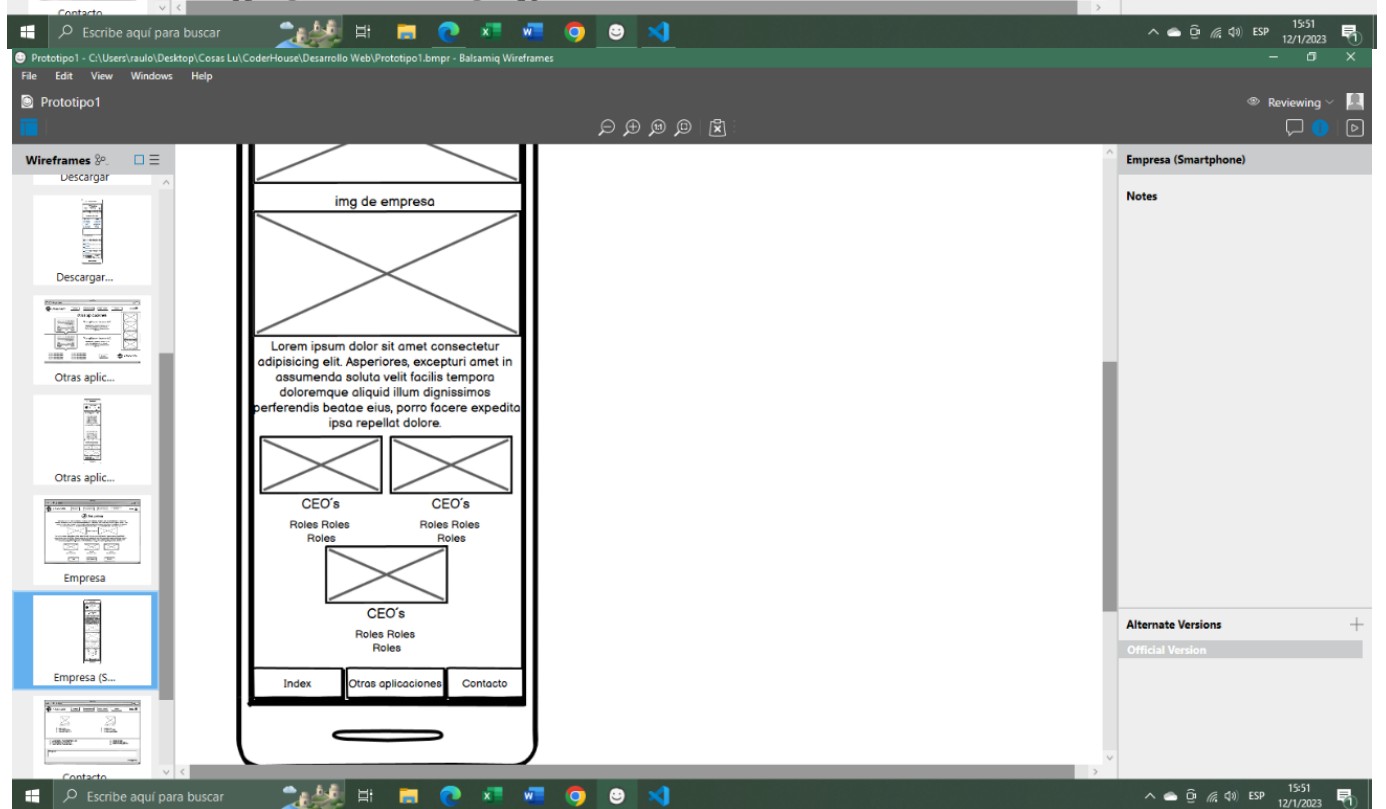 Contacto
Escribe aquí para buscar
ESP
15:51
12/1/2023
Prototipo1 - C:\Users\raulo\Desktop\Cosas Lu\CoderHouse\Desarrollo Web\Prototipo1.bmpr - Balsamiq Wireframes
File Edit View Windows Help
Prototipo1
Reviewing
Wireframes
Descargar
Descargar...
Otras aplic...
Otras aplic...
Empresa
Empresa (S...
Contacto
img de empresa
Lorem ipsum dolor sit amet consectetur
adipisicing elit. Asperiores, excepturi amet in
assumenda soluta velit facilis tempora
doloremque aliquid illum dignissimos
perferendis beatae eius, porro facere expedita
ipsa repellat dolore.
CEO´s CEO´s
Roles Roles Roles Roles
Roles Roles
CEO´s
Roles Roles
Roles
Index Otras aplicaciones Contacto
Empresa (Smartphone)
Notes
Alternate Versions
Official Version
Escribe aquí para buscar
ESP
15:51
12/1/2023